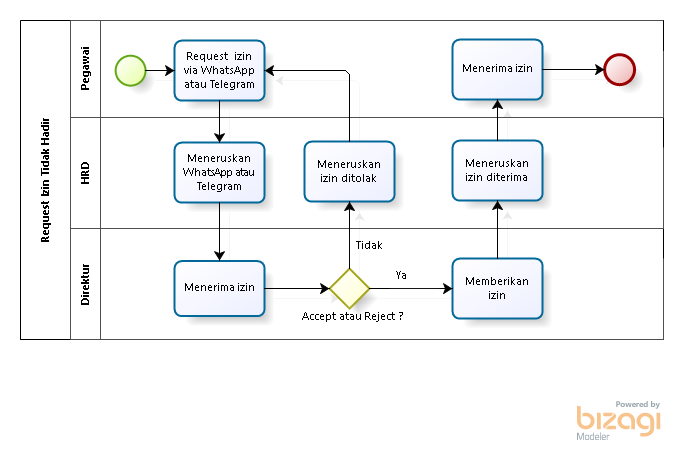 Request Izin Tidak Hadir
Pegawai
Request izin
via WhatsApp
atau Telegram
Menerima izin
HRD
Meneruskan
WhatsApp atau
Telegram
Meneruskan
izin ditolak
Meneruskan
izin diterima
Direktur
Menerima izin
Tidak
Ya
Accept atau Reject ?
Memberikan
izin
Powered by
bizagi
Modeler